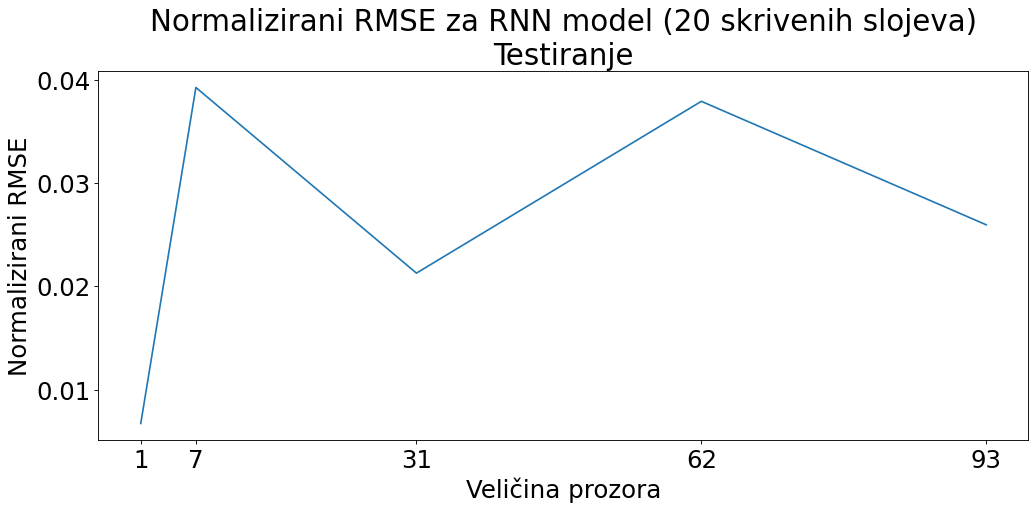 Normalizirani RMSE za RNN model (20 skrivenih slojeva)
Testiranje
Normalizirani RMSE
0.04
0.03
0.02
0.01
1 7 31 62 93
Veličina prozora